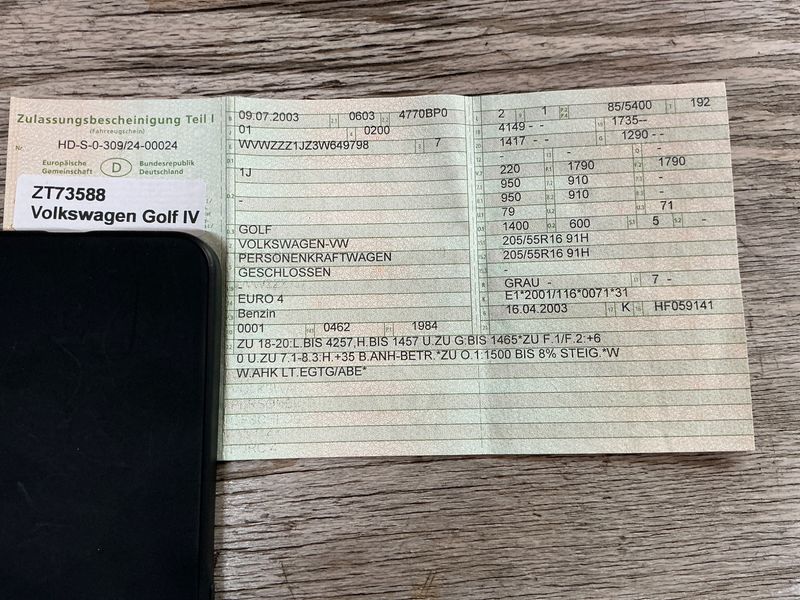 Zulassungsbescheinigung Teil I
(Fahrzeugschein)
Nr. HD-S-0-309/24-00024
Europäische Gemeinschaft D Bundesrepublik Deutschland
ZT73588
Volkswagen Golf IV
09.07.2003 2.1 0603 2.2 4770BP0
01 0200
WVWZZZ1JZ3W649798 7
1J
-
GOLF
VOLKSWAGEN-VW
PERSONENKRAFTWAGEN
GESCHLOSSEN
-
EURO 4
Benzin
0001 0462 1984
2 1 85/5400 192
4149 - - 1735--
1417 - - 1290 - -
- - -
220 1790 1790
950 910 -
950 910 -
79 - 71
1400 600 5 -
205/55R16 91H
205/55R16 91H
-
GRAU - 7 -
E1*2001/116*0071*31
16.04.2003 K HF059141
ZU 18-20:L.BIS 4257,H.BIS 1457 U.ZU G:BIS 1465*ZU F.1/F.2:+6
0 U.ZU 7.1-8.3:H.+35 B.ANH-BETR.*ZU O.1:1500 BIS 8% STEIG.*W
W.AHK LT.EGTG/ABE*